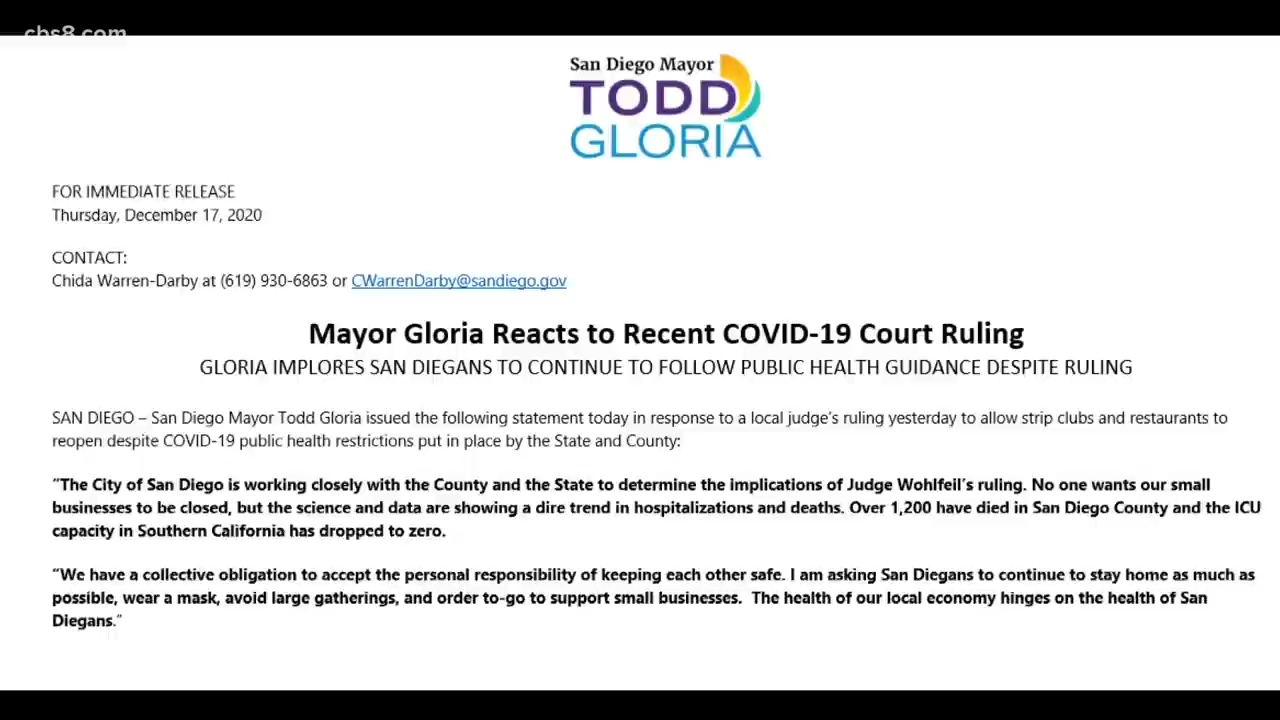 cbs8.com
San Diego Mayor
TODD
GLORIA
FOR IMMEDIATE RELEASE
Thursday, December 17, 2020
CONTACT:
Chida Warren-Darby at (619) 930-6863 or CWarrenDarby@sandiego.gov
Mayor Gloria Reacts to Recent COVID-19 Court Ruling
GLORIA IMPLORES SAN DIEGANS TO CONTINUE TO FOLLOW PUBLIC HEALTH GUIDANCE DESPITE RULING
SAN DIEGO – San Diego Mayor Todd Gloria issued the following statement today in response to a local judge’s ruling yesterday to allow strip clubs and restaurants to
reopen despite COVID-19 public health restrictions put in place by the State and County:
“The City of San Diego is working closely with the County and the State to determine the implications of Judge Wohlfeil’s ruling. No one wants our small
businesses to be closed, but the science and data are showing a dire trend in hospitalizations and deaths. Over 1,200 have died in San Diego County and the ICU
capacity in Southern California has dropped to zero.
“We have a collective obligation to accept the personal responsibility of keeping each other safe. I am asking San Diegans to continue to stay home as much as
possible, wear a mask, avoid large gatherings, and order to-go to support small businesses.  The health of our local economy hinges on the health of San
Diegans.”